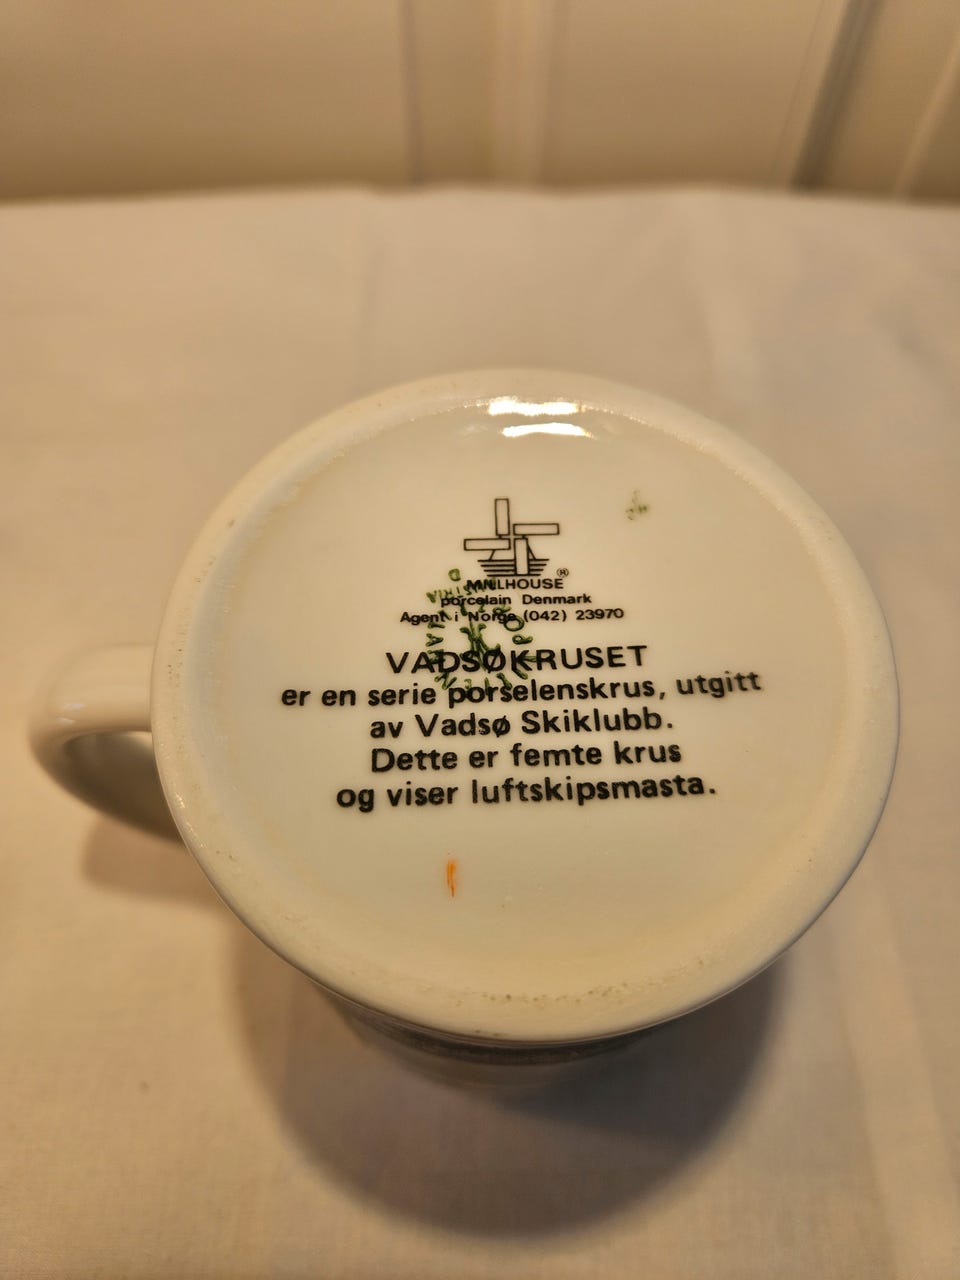 MILLHOUSE ®
porcelain Denmark
Agent i Norge (042) 23970
VADSØKRUSET
er en serie porselenskrus, utgitt
av Vadsø Skiklubb.
Dette er femte krus
og viser luftskipsmasta.